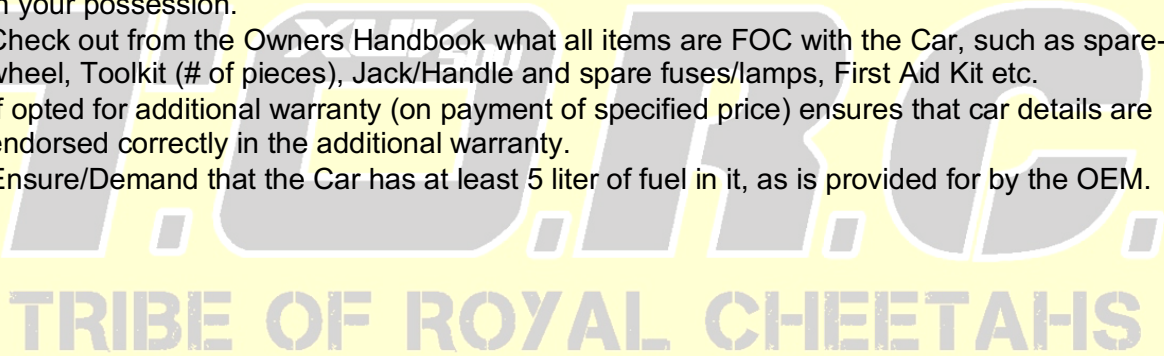 n your possession.
Check out from the Owners Handbook what all items are FOC with the Car, such as spare-
wheel, Toolkit (# of pieces), Jack/Handle and spare fuses/lamps, First Aid Kit etc.
f opted for additional warranty (on payment of specified price) ensures that car details are
endorsed correctly in the additional warranty.
Ensure/Demand that the Car has at least 5 liter of fuel in it, as is provided for by the OEM.
T.O.R.C.
TRIBE OF ROYAL CHEETAHS